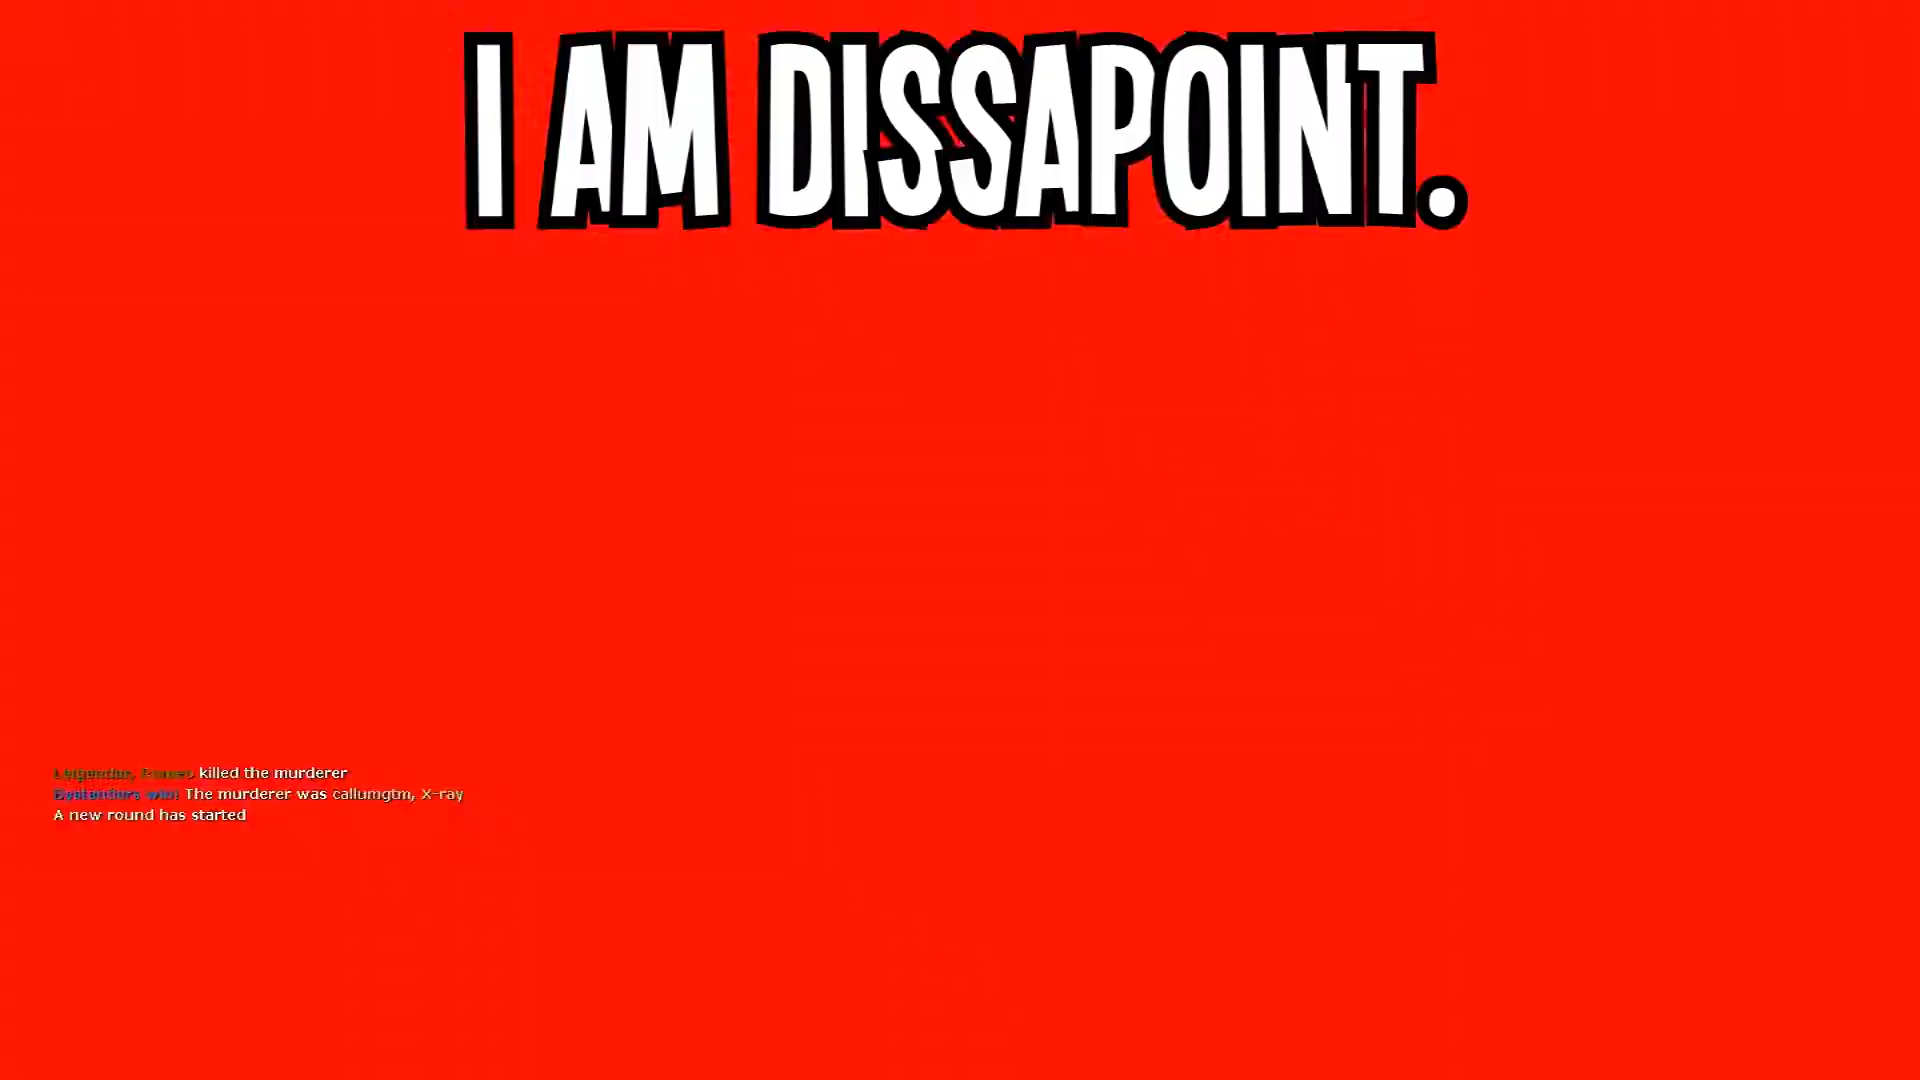 I AM DISSAPOINT.
killed the murderer
The murderer was callumgtm, X-ray
A new round has started